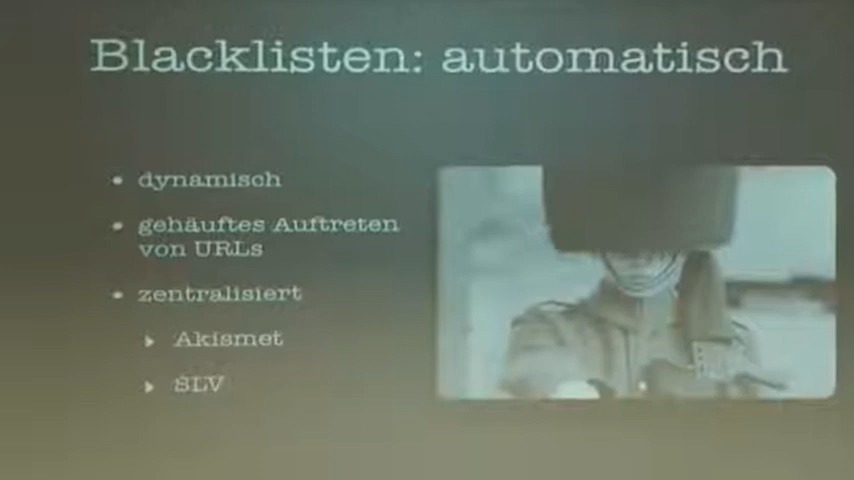 Blacklisten: automatisch
dynamisch
gehäuftes Auftreten
von URLs
zentralisiert
Akismet
SLV